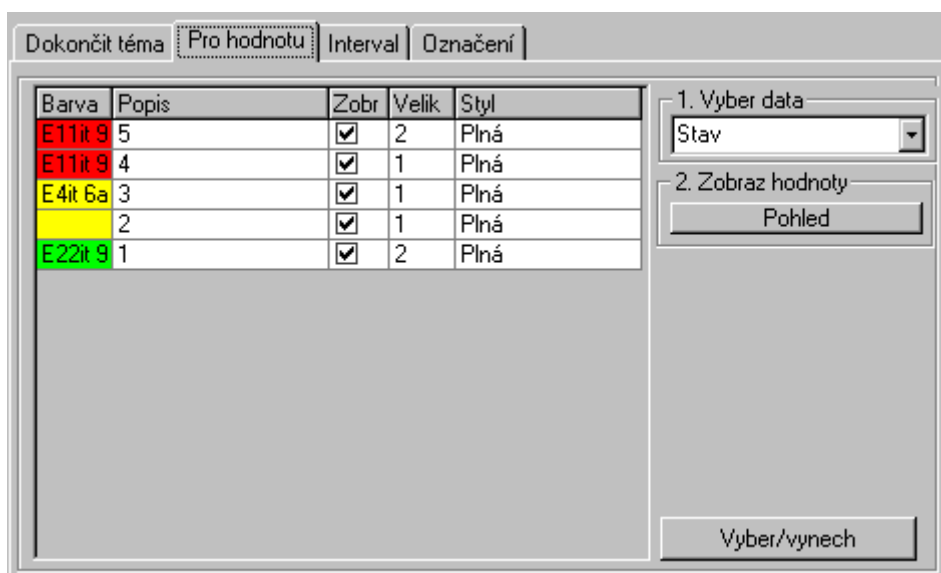 Dokončit téma Pro hodnotu Interval Označení
Barva Popis Zobr Velik Styl
E11it 9 5 2 Plná
E11it 9 4 1 Plná
E4it 6a 3 1 Plná
2 1 Plná
E22it 9 1 2 Plná
1. Vyber data
Stav
2. Zobraz hodnoty
Pohled
Vyber/vynech